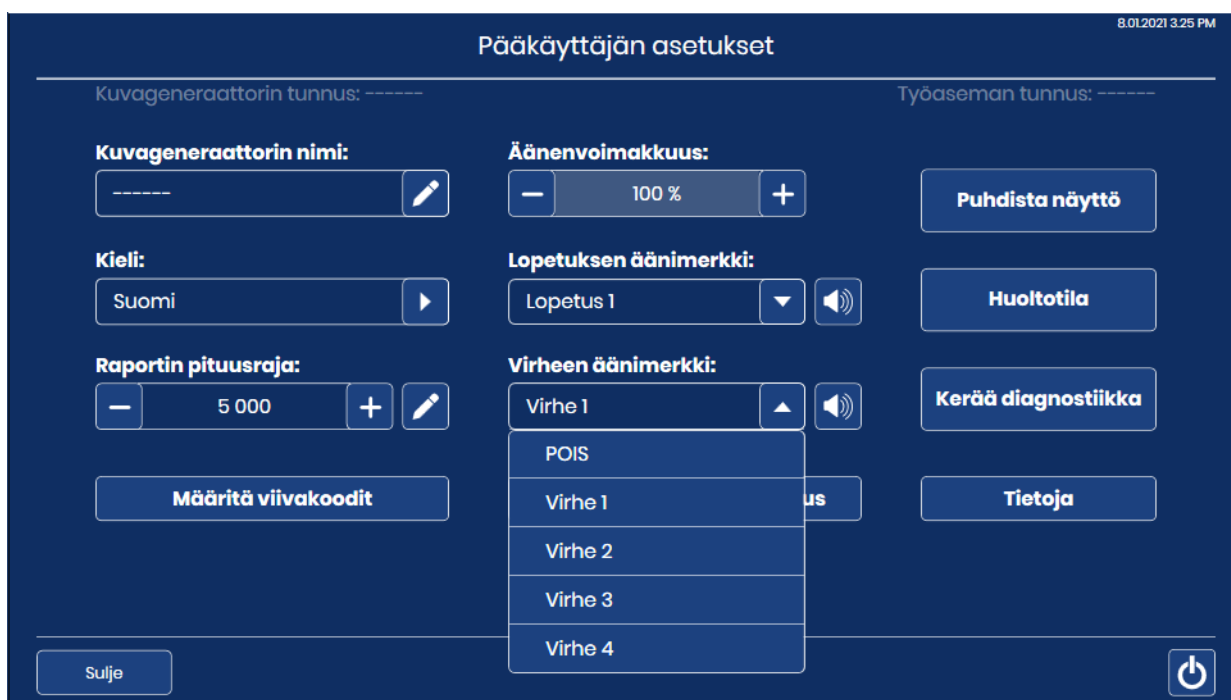 8.01.2021 3.25 PM
Pääkäyttäjän asetukset
Kuvageneraattorin tunnus: ------
Työaseman tunnus: ------
Kuvageneraattorin nimi:
------
Kieli:
Suomi
Raportin pituusraja:
5 000
Määritä viivakoodit
Äänenvoimakkuus:
100 %
Lopetuksen äänimerkki:
Lopetus 1
Virheen äänimerkki:
Virhe 1
POIS
Virhe 1
Virhe 2
Virhe 3
Virhe 4
us
Puhdista näyttö
Huoltotila
Kerää diagnostiikka
Tietoja
Sulje